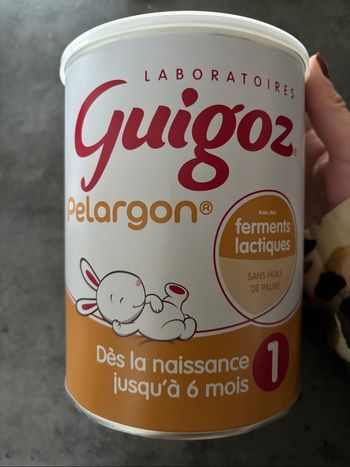 LABORATOIRES
Guigoz®
Pelargon®
Avec des
ferments
lactiques
SANS HUILE
DE PALME
Dès la naissance
jusqu'à 6 mois
1